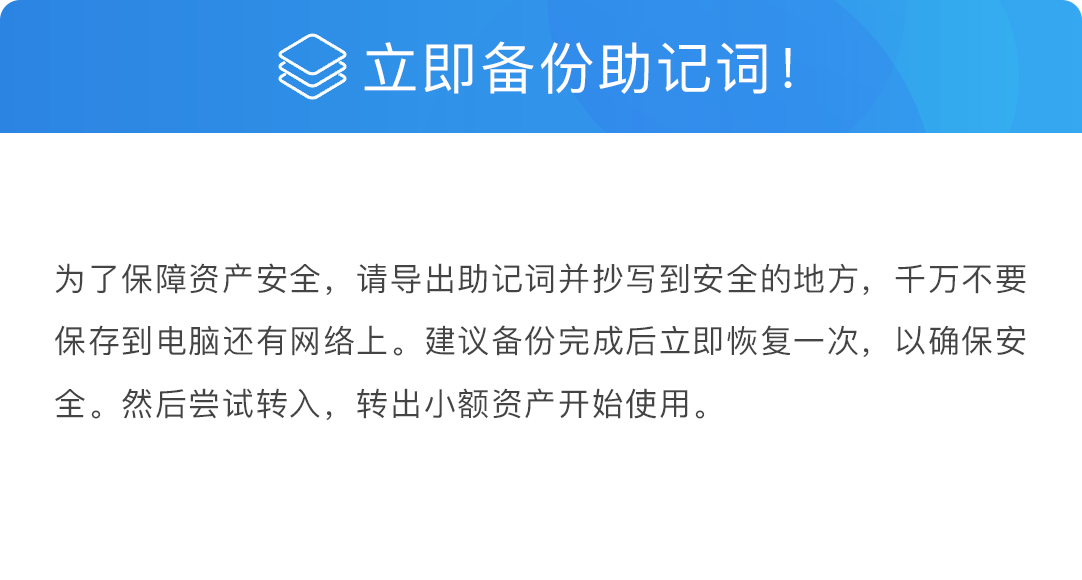 立即备份助记词！
为了保障资产安全，请导出助记词并抄写到安全的地方，千万不要
保存到电脑还有网络上。建议备份完成后立即恢复一次，以确保安
全。然后尝试转入，转出小额资产开始使用。